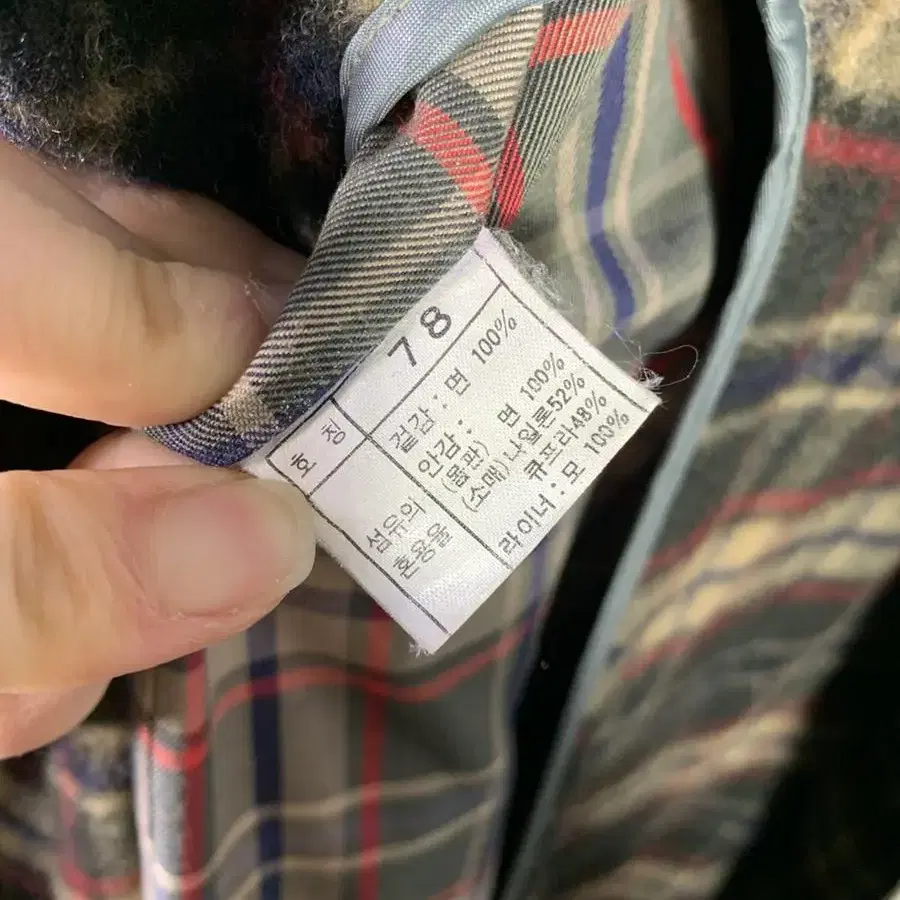 호 칭 78
섬유의 혼용율
겉감 : 면 100%
안감 : 면 100%
(몸판)
(소매) 나일론52%
큐프라48%
라이너 : 모 100%